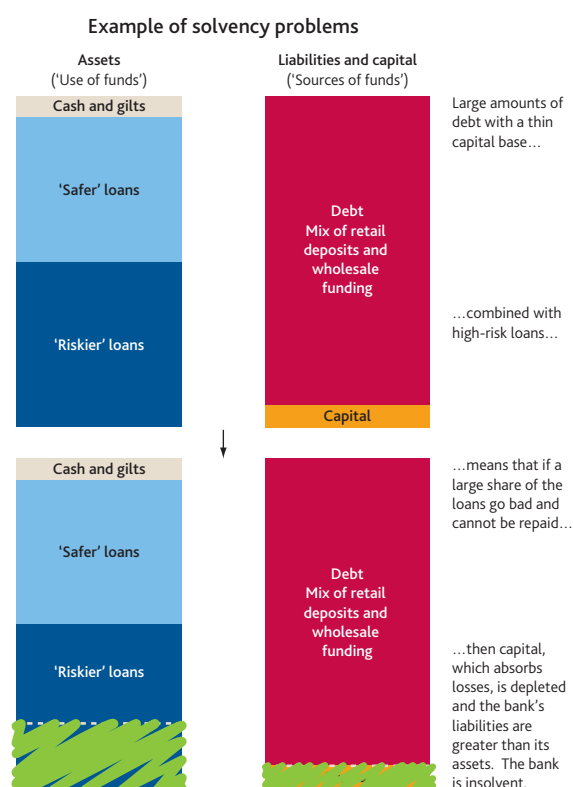 Example of solvency problems
Assets
(‘Use of funds’)
Liabilities and capital
(‘Sources of funds’)
Cash and gilts
‘Safer’ loans
‘Riskier’ loans
Debt
Mix of retail
deposits and
wholesale
funding
Capital
Large amounts of
debt with a thin
capital base…
…combined with
high-risk loans…
Cash and gilts
‘Safer’ loans
‘Riskier’ loans
Debt
Mix of retail
deposits and
wholesale
funding
…means that if a
large share of the
loans go bad and
cannot be repaid…
…then capital,
which absorbs
losses, is depleted
and the bank’s
liabilities are
greater than its
assets.  The bank
is insolvent.